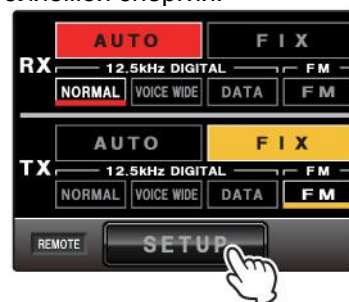 AUTO FIX
RX 12.5kHz DIGITAL FM
NORMAL VOICE WIDE DATA FM
AUTO FIX
TX 12.5kHz DIGITAL FM
NORMAL VOICE WIDE DATA FM
REMOTE SETUP